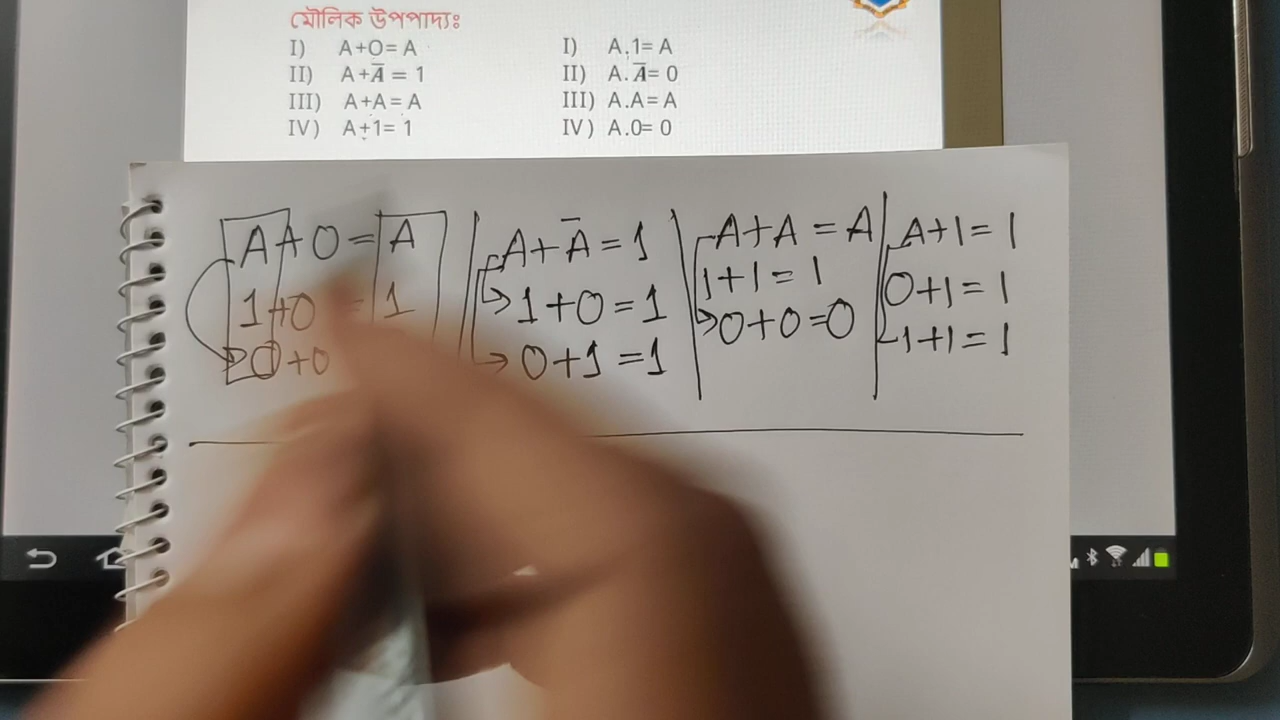 মৌলিক উপপাদ্যঃ
I) A+O= A
II) A+A̅ = 1
III) A+A = A
IV) A+1= 1
I) A.1= A
II) A. A̅= 0
III) A.A= A
IV) A.0= 0
A+0=A
1+0 = 1
0+0
A+A̅=1
1+0=1
0+1=1
A+A=A
1+1=1
0+0=0
A+1=1
0+1=1
1+1=1